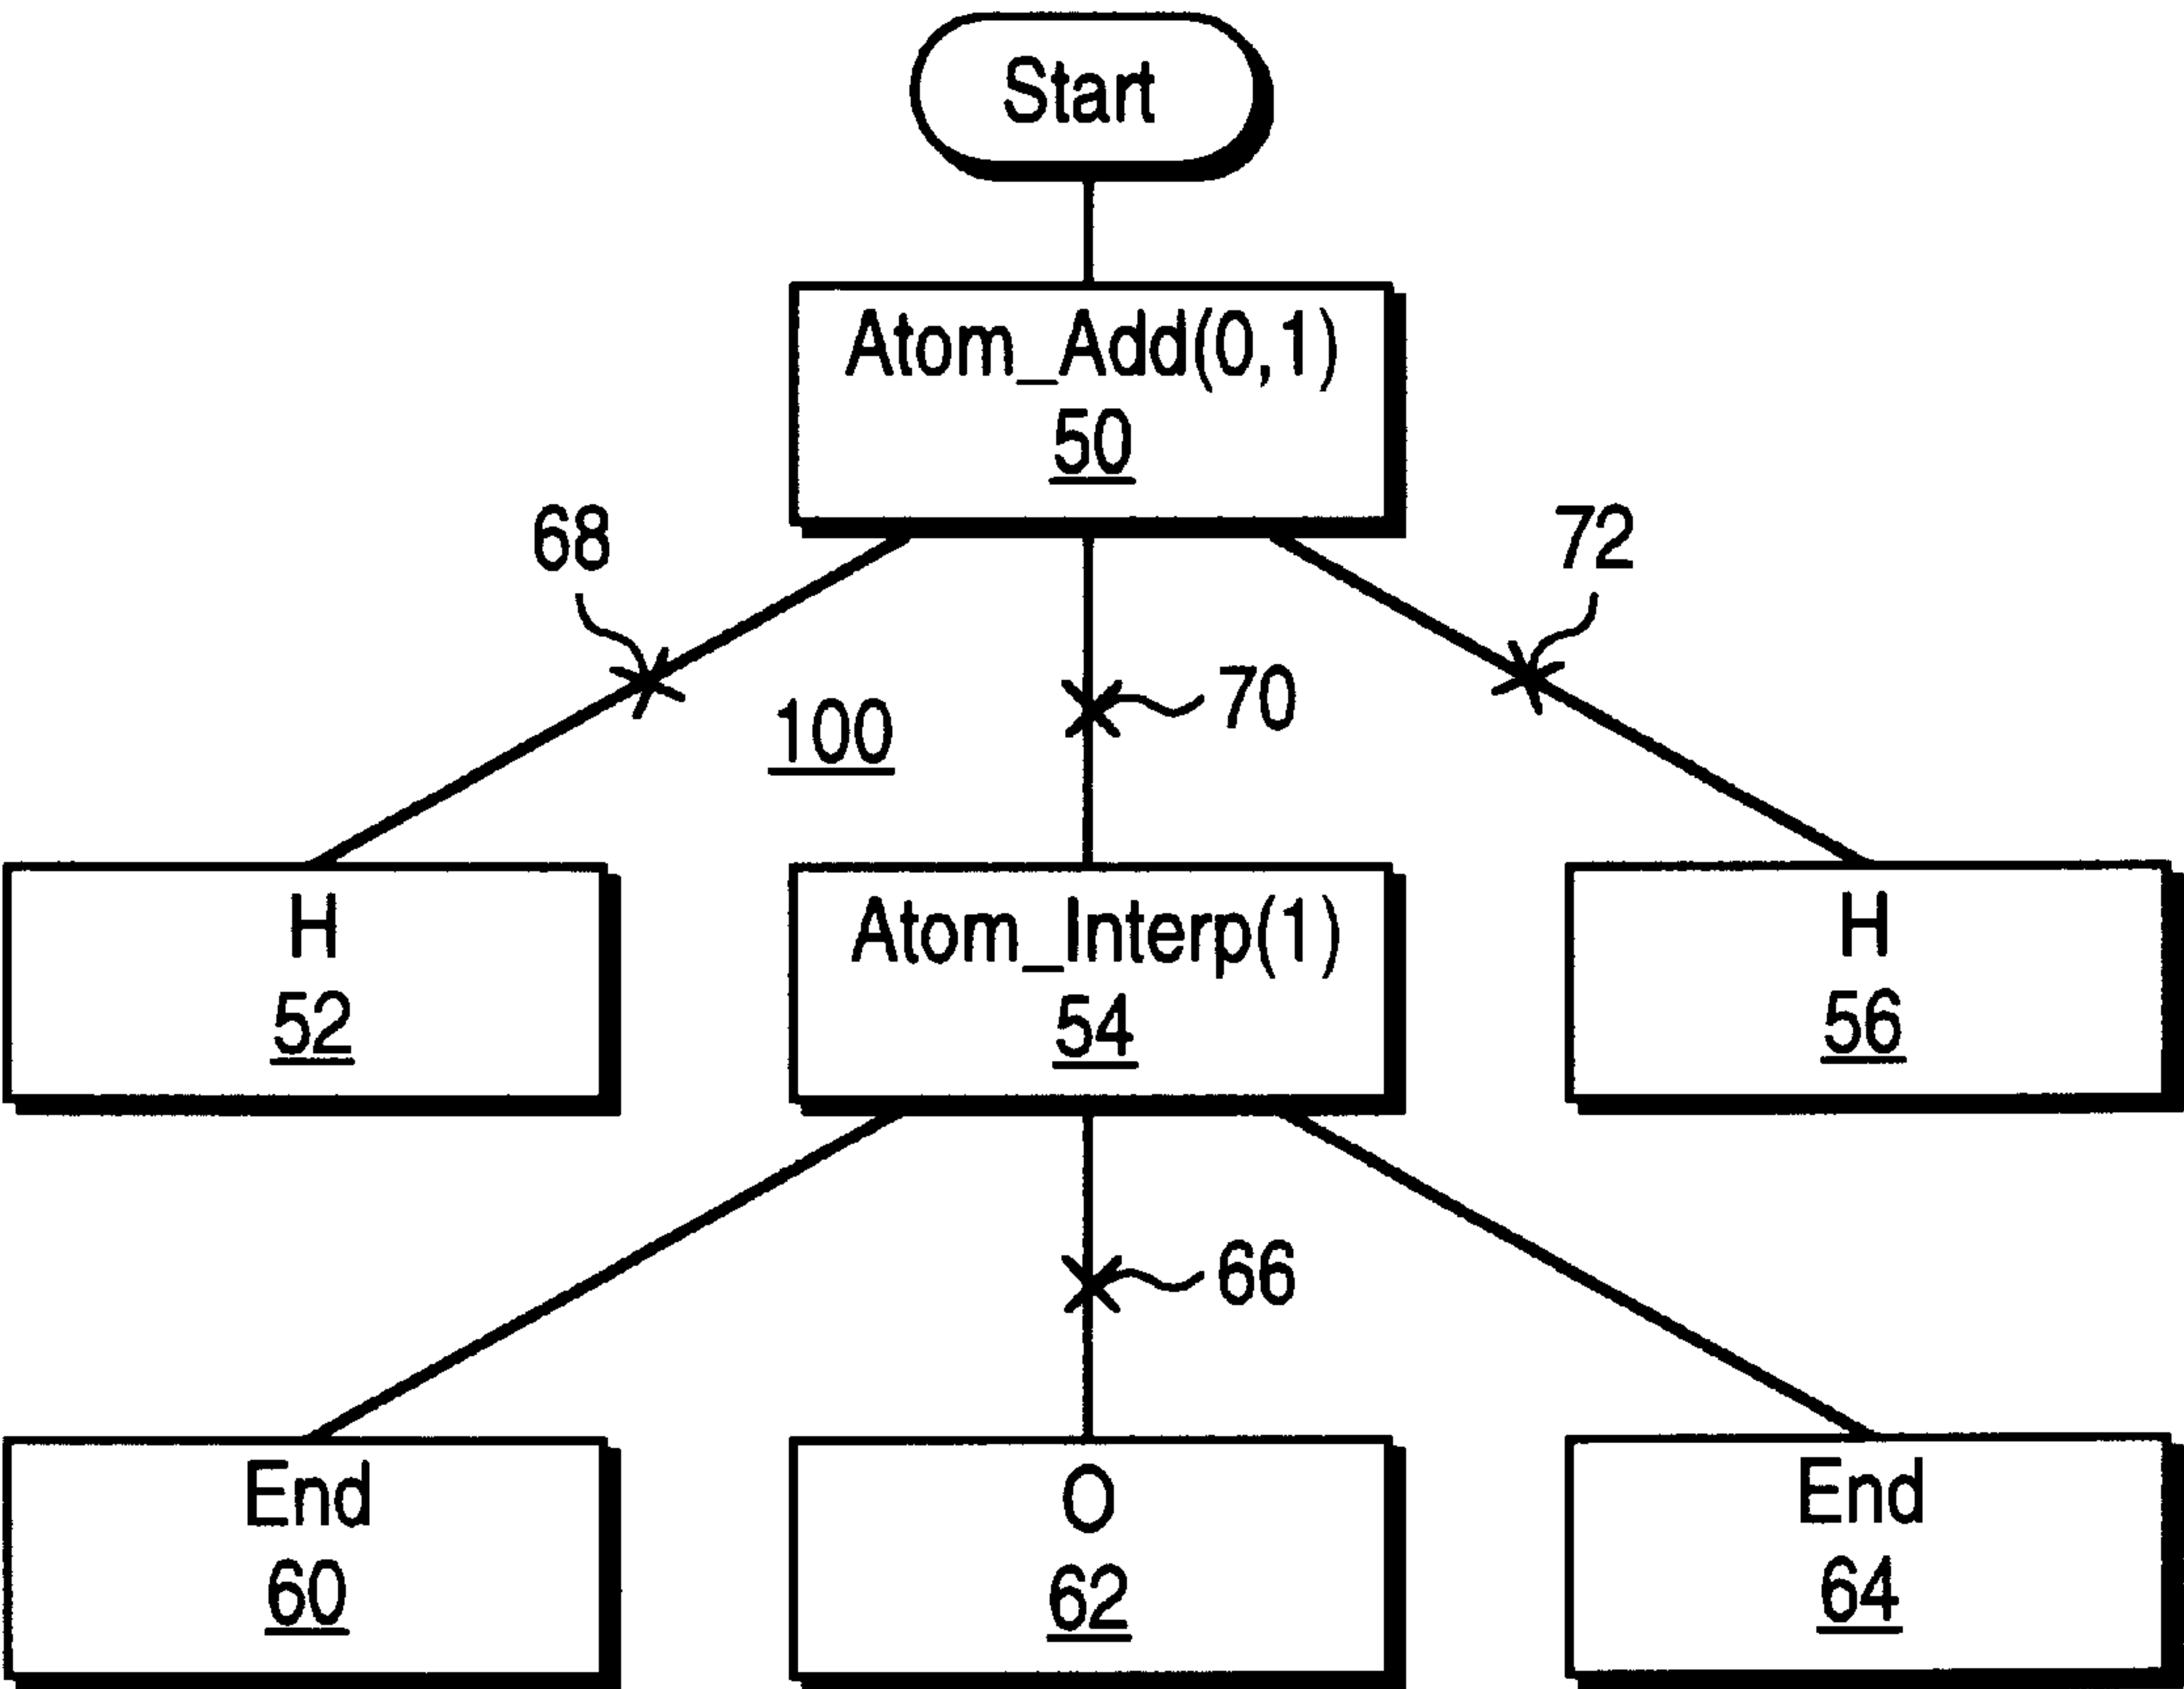 Start
Atom_Add(0,1)
50
68
72
70
100
H
52
Atom_Interp(1)
54
H
56
66
End
60
O
62
End
64